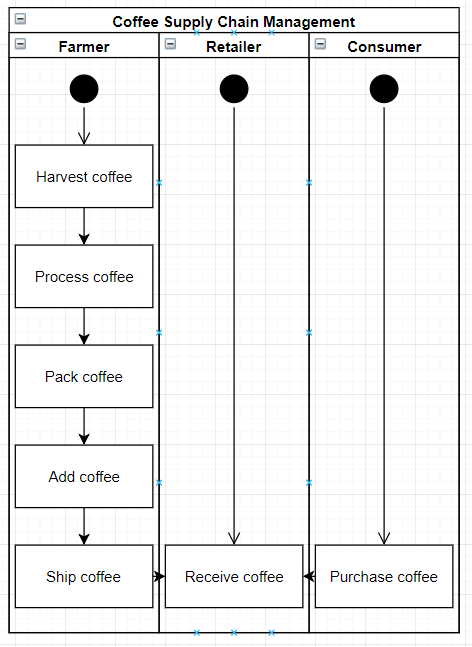 Coffee Supply Chain Management
Farmer
Retailer
Consumer
Harvest coffee
Process coffee
Pack coffee
Add coffee
Ship coffee
Receive coffee
Purchase coffee